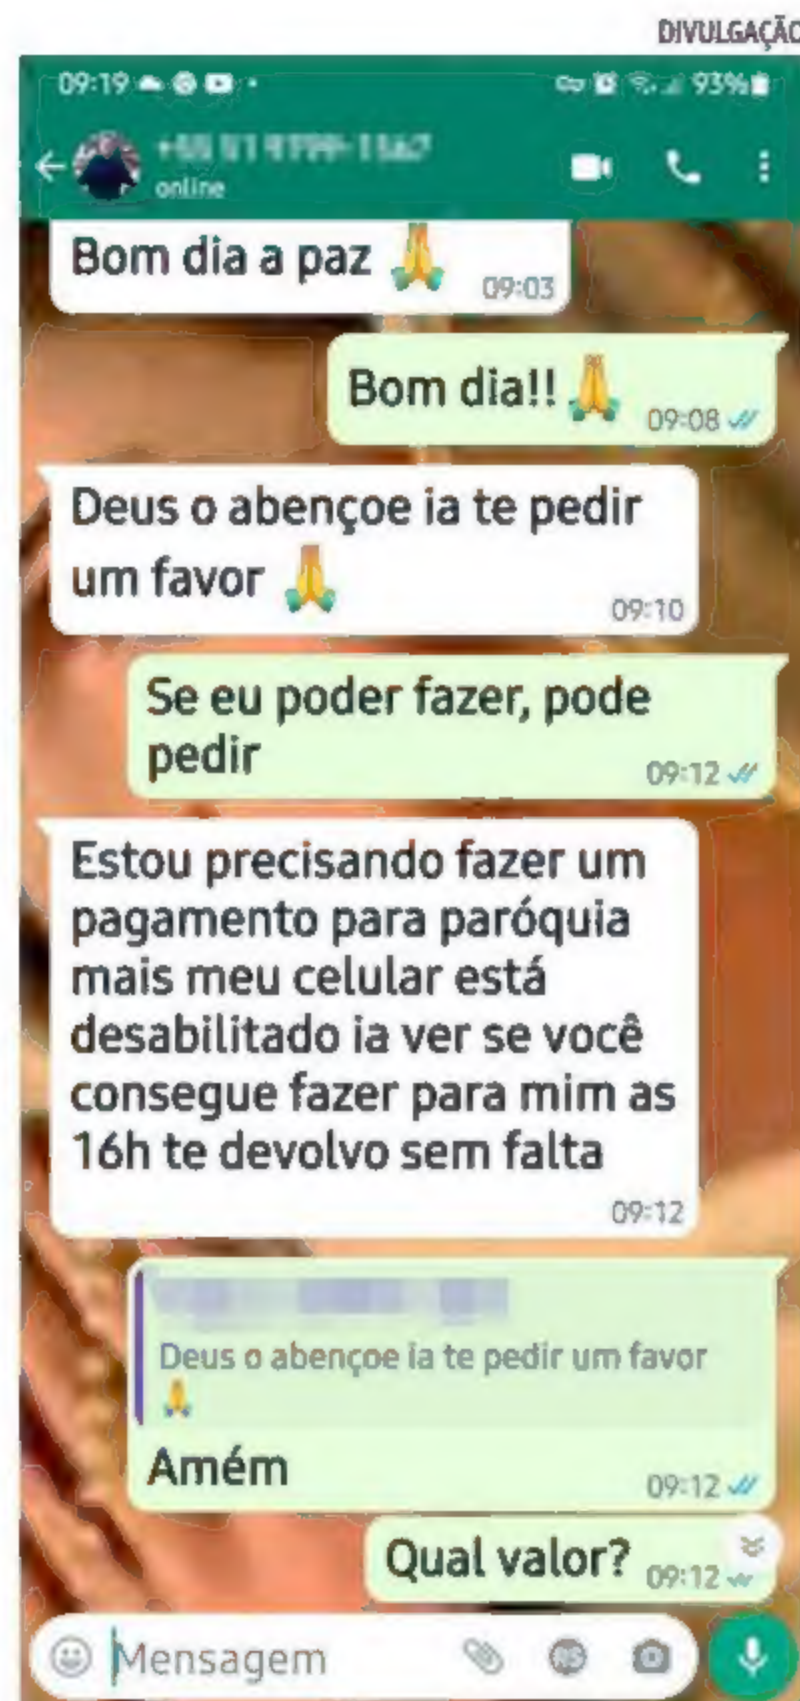 DIVULGAÇÃO
09:19
93%
online
Bom dia a paz 🙏
09:03
Bom dia!! 🙏
09:08
Deus o abençoe ia te pedir
um favor 🙏
09:10
Se eu poder fazer, pode
pedir
09:12
Estou precisando fazer um
pagamento para paróquia
mais meu celular está
desabilitado ia ver se você
consegue fazer para mim as
16h te devolvo sem falta
09:12
Deus o abençoe ia te pedir um favor
🙏
Amém
09:12
Qual valor?
09:12
Mensagem